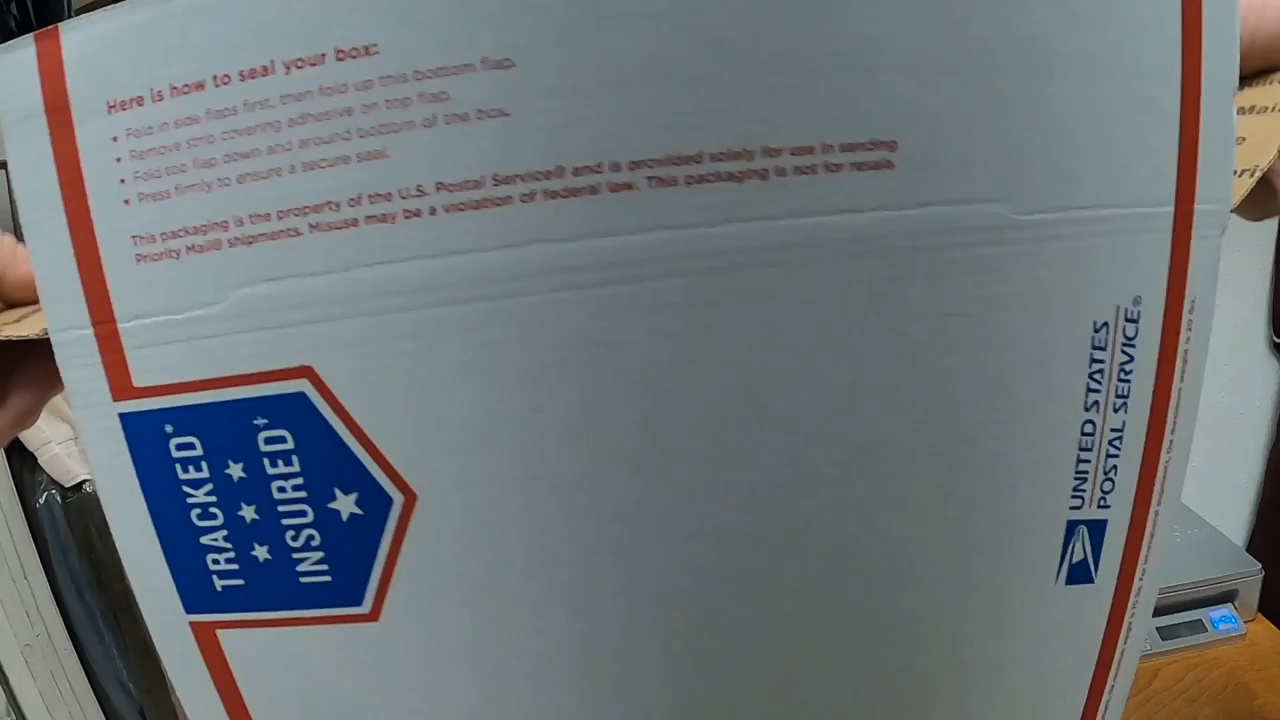 Here is how to seal your box:
• Fold in side flaps first, then fold up this bottom flap.
• Remove strip covering adhesive on top flap.
• Fold top flap down and around bottom of the box.
• Press firmly to ensure a secure seal.
This packaging is the property of the U.S. Postal Service® and is provided solely for use in sending
Priority Mail® shipments. Misuse may be a violation of federal law. This packaging is not for resale.
TRACKED*
INSURED+
UNITED STATES
POSTAL SERVICE®
Mai